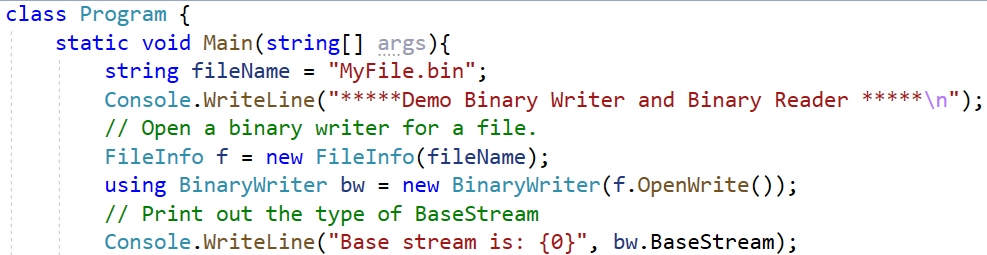 class Program {
static void Main(string[] args){
string fileName = "MyFile.bin";
Console.WriteLine("*****Demo Binary Writer and Binary Reader *****\n");
// Open a binary writer for a file.
FileInfo f = new FileInfo(fileName);
using BinaryWriter bw = new BinaryWriter(f.OpenWrite());
// Print out the type of BaseStream
Console.WriteLine("Base stream is: {0}", bw.BaseStream);